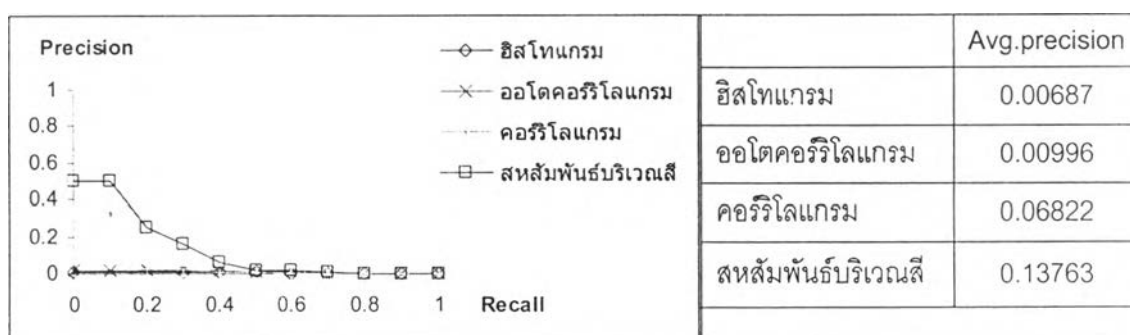 Precision
1
0.8
0.6
0.4
0.2
0
0 0.2 0.4 0.6 0.8 1 Recall
ฮิสโทแกรม
ออโตคอร์ริโลแกรม
คอร์ริโลแกรม
สหสัมพันธ์บริเวณสี
Avg.precision
ฮิสโทแกรม 0.00687
ออโตคอร์ริโลแกรม 0.00996
คอร์ริโลแกรม 0.06822
สหสัมพันธ์บริเวณสี 0.13763